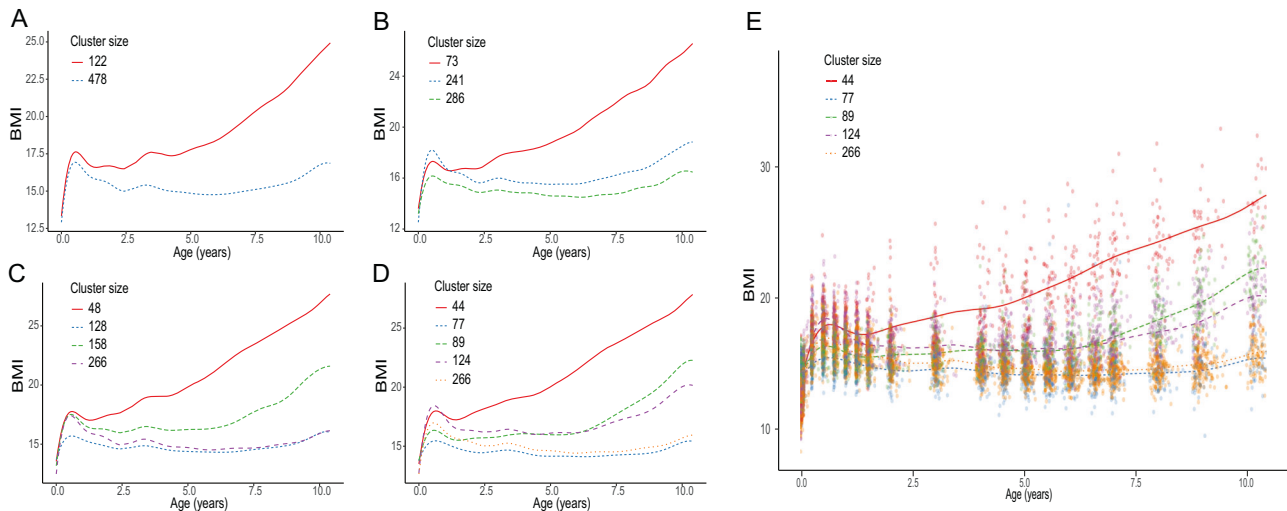 A
BMI
25.0
22.5
20.0
17.5
15.0
12.5
Cluster size
122
478
0.0 2.5 5.0 7.5 10.0
Age (years)
B
BMI
24
20
16
12
Cluster size
73
241
286
0.0 2.5 5.0 7.5 10.0
Age (years)
C
BMI
25
20
15
Cluster size
48
128
158
266
0.0 2.5 5.0 7.5 10.0
Age (years)
D
BMI
25
20
15
Cluster size
44
77
89
124
266
0.0 2.5 5.0 7.5 10.0
Age (years)
E
BMI
30
20
10
Cluster size
44
77
89
124
266
0.0 2.5 5.0 7.5 10.0
Age (years)